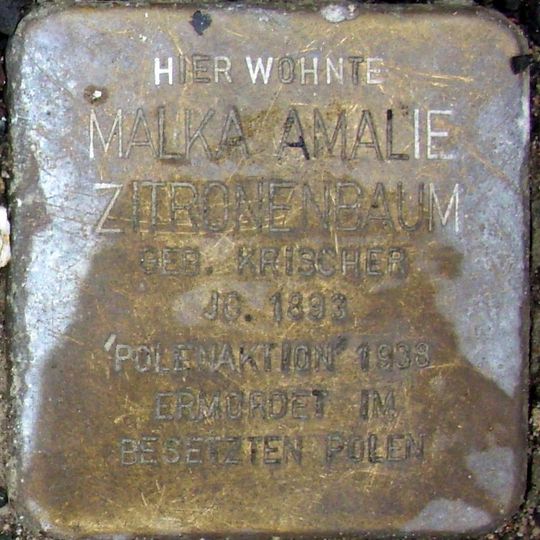 HIER WOHNTE
MALKA AMALIE
ZITRONENBAUM
GEB. KRISCHER
JG. 1893
'POLENAKTION' 1938
ERMORDET IM
BESETZTEN POLEN